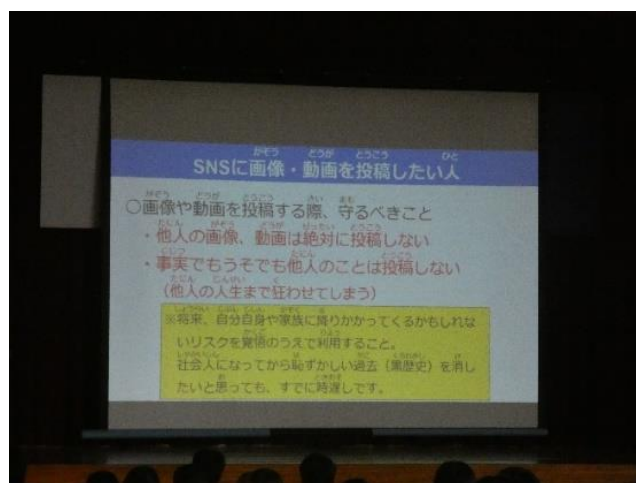 SNSに画像・動画を投稿したい人
○画像や動画を投稿する際、守るべきこと
・他人の画像、動画は絶対に投稿しない
・事実でもうそでも他人のことは投稿しない
（他人の人生まで狂わせてしまう）
※将来、自分自身や家族に降りかかってくるかもしれな
いリスクを覚悟のうえで利用すること。
社会人になってから恥ずかしい過去（黒歴史）を消し
たいと思っても、すでに時遅しです。